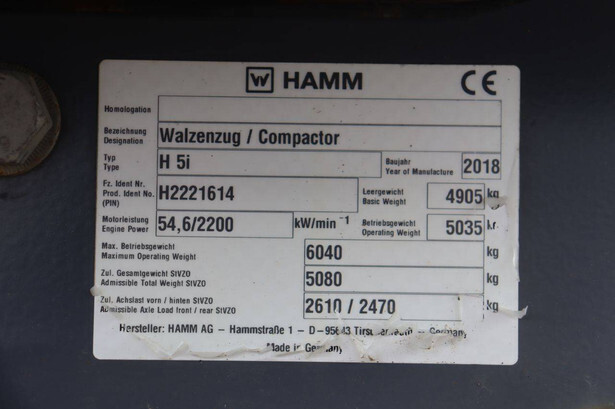 HAMM CE
Homologation
Bezeichnung
Designation Walzenzug / Compactor
Typ
Type H 5i Baujahr
Year of Manufacture 2018
Fz. Ident Nr.
Prod. Ident No.
(PIN) H2221614 Leergewicht
Basic Weight 4905 kg
Motorleistung
Engine Power 54,6/2200 kW/min⁻¹ Betriebsgewicht
Operating Weight 5035
Max. Betriebsgewicht
Maximum Operating Weight 6040 kg
Zul. Gesamtgewicht StVZO
Admissible Total Weight StVZO 5080 kg
Zul. Achslast vorn / hinten StVZO
Admissible Axle Load front / rear StVZO 2610 / 2470 kg
Hersteller: HAMM AG - Hammstraße 1 - D-95643 - Germany
Made in Germany